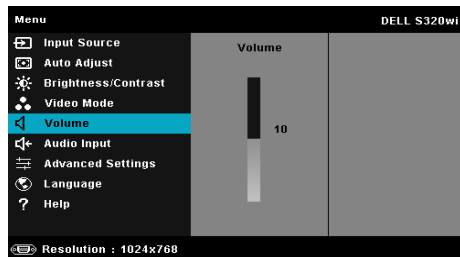 Menu DELL S320wi
Input Source
Auto Adjust
Brightness/Contrast
Video Mode
Volume
Audio Input
Advanced Settings
Language
? Help
Volume
10
Resolution : 1024x768